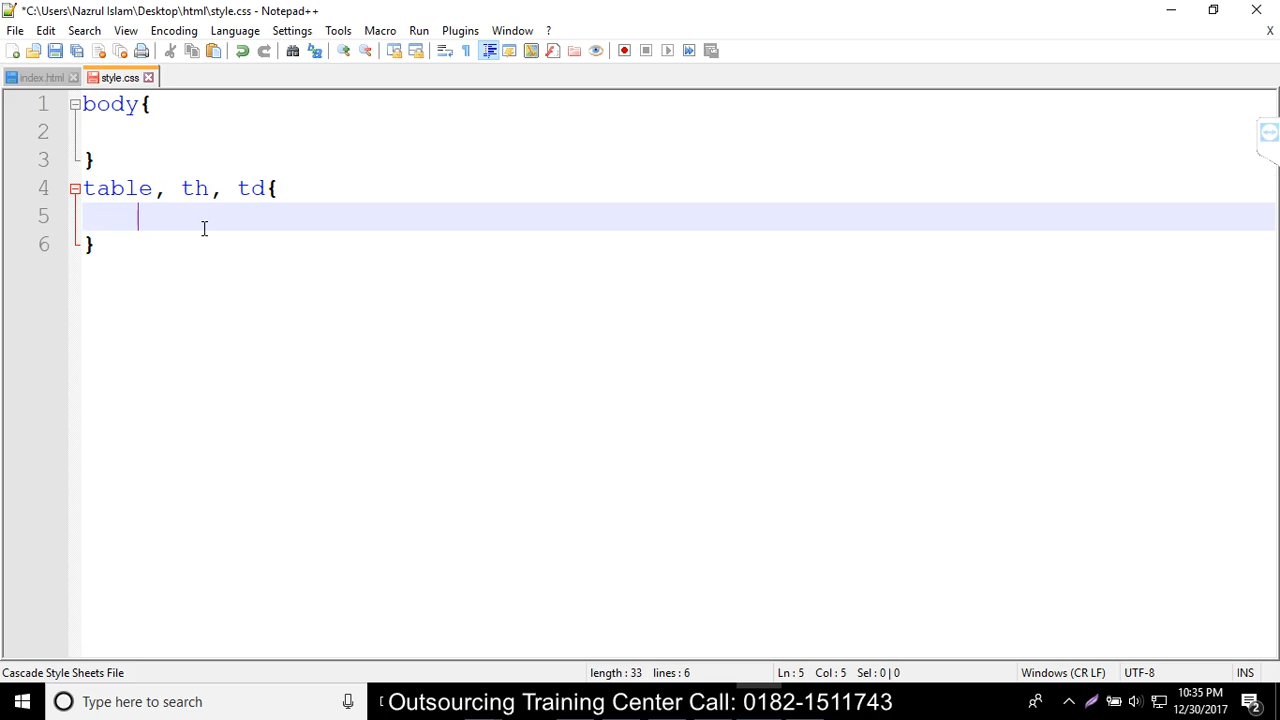 *C:\Users\Nazrul Islam\Desktop\html\style.css - Notepad++
File Edit Search View Encoding Language Settings Tools Macro Run Plugins Window ? X
index.html style.css
1 body{
2
3 }
4 table, th, td{
5
6 }
Cascade Style Sheets File length : 33 lines : 6 Ln : 5 Col : 5 Sel : 0 | 0 Windows (CR LF) UTF-8 INS
Type here to search
[ Outsourcing Training Center Call: 0182-1511743
10:35 PM
12/30/2017
2